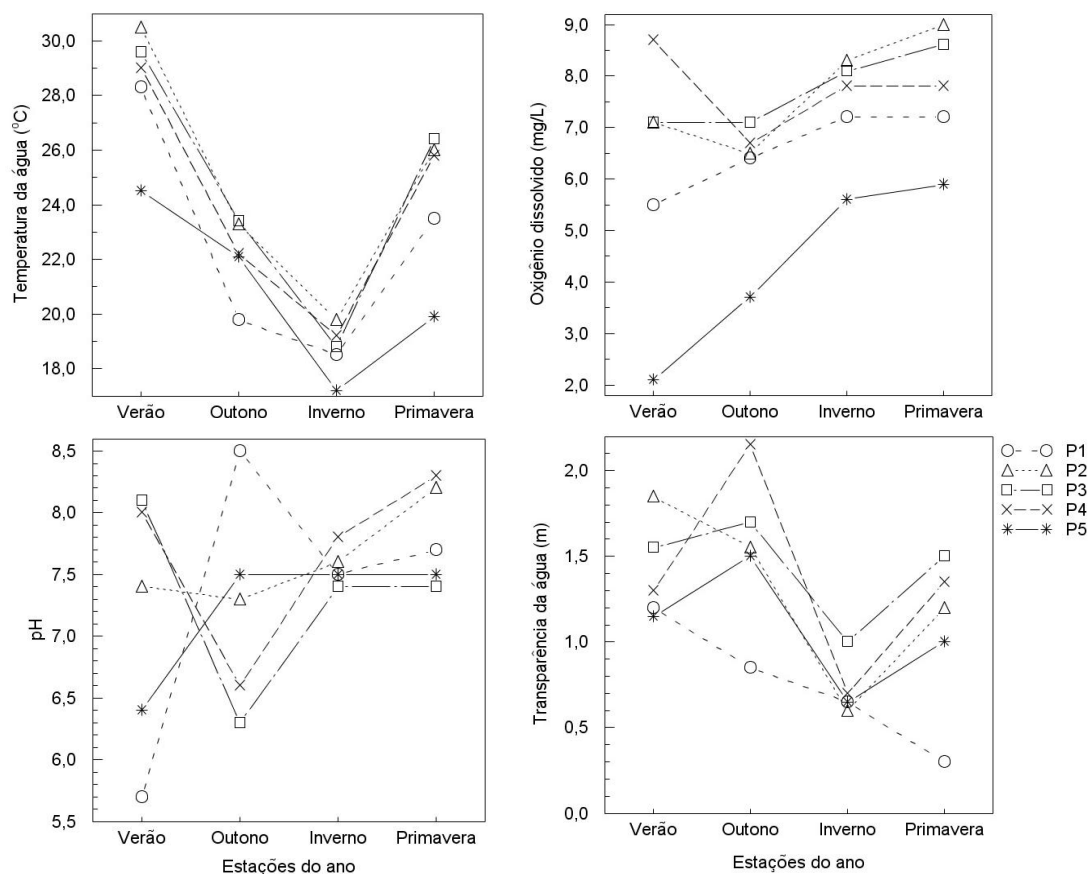 Temperatura da água (⁰C)
30,0
28,0
26,0
24,0
22,0
20,0
18,0
Verão Outono Inverno Primavera
Oxigênio dissolvido (mg/L)
9,0
8,0
7,0
6,0
5,0
4,0
3,0
2,0
Verão Outono Inverno Primavera
pH
8,5
8,0
7,5
7,0
6,5
6,0
5,5
Verão Outono Inverno Primavera
Estações do ano
Transparência da água (m)
2,0
1,5
1,0
0,5
0,0
Verão Outono Inverno Primavera
Estações do ano
P1
P2
P3
P4
P5